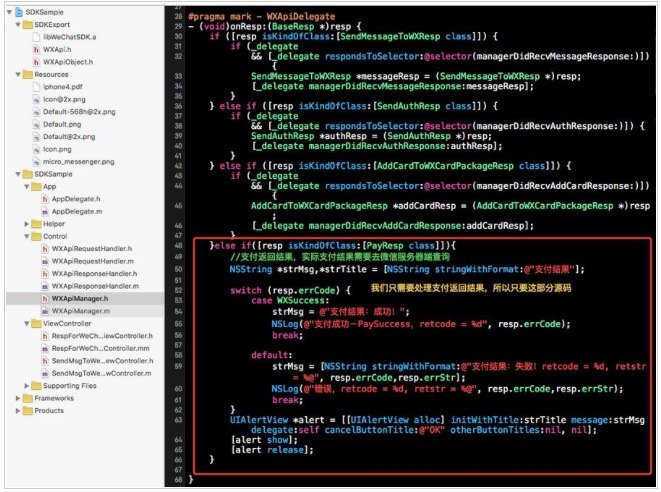 SDKSample
SDKExport
libWeChatSDK.a
WXApi.h
WXApiObject.h
Resources
iphone4.pdf
Icon@2x.png
Default-568h@2x.png
Default.png
Default@2x.png
Icon.png
micro_messenger.png
SDKSample
App
AppDelegate.h
AppDelegate.m
Helper
Control
WXApiRequestHandler.h
WXApiRequestHandler.m
WXApiResponseHandler.h
WXApiResponseHandler.m
WXApiManager.h
WXApiManager.m
ViewController
RespForWeCh...iewController.h
RespForWeCh...Controller.mm
SendMsgToWe...ewController.h
SendMsgToWe...wController.m
Supporting Files
Frameworks
Products
27
28 #pragma mark - WXApiDelegate
29 - (void)onResp:(BaseResp *)resp {
30 if ([resp isKindOfClass:[SendMessageToWXResp class]]) {
31 if (_delegate
32 && [_delegate respondsToSelector:@selector(managerDidRecvMessageResponse:)])
{
33 SendMessageToWXResp *messageResp = (SendMessageToWXResp *)resp;
34 [_delegate managerDidRecvMessageResponse:messageResp];
35 }
36 } else if ([resp isKindOfClass:[SendAuthResp class]]) {
37 if (_delegate
38 && [_delegate respondsToSelector:@selector(managerDidRecvAuthResponse:)]) {
39 SendAuthResp *authResp = (SendAuthResp *)resp;
40 [_delegate managerDidRecvAuthResponse:authResp];
41 }
42 } else if ([resp isKindOfClass:[AddCardToWXCardPackageResp class]]) {
43 if (_delegate
44 && [_delegate respondsToSelector:@selector(managerDidRecvAddCardResponse:)])
{
45 AddCardToWXCardPackageResp *addCardResp = (AddCardToWXCardPackageResp *)resp
;
46 [_delegate managerDidRecvAddCardResponse:addCardResp];
47 }
48 }else if([resp isKindOfClass:[PayResp class]]){
49 //支付返回结果，实际支付结果需要去微信服务器端查询
50 NSString *strMsg,*strTitle = [NSString stringWithFormat:@"支付结果"];
51
52 switch (resp.errCode) { 我们只需要处理支付返回结果，所以只要这部分源码
53 case WXSuccess:
54 strMsg = @"支付结果：成功！";
55 NSLog(@"支付成功－PaySuccess，retcode = %d", resp.errCode);
56 break;
57
58 default:
59 strMsg = [NSString stringWithFormat:@"支付结果：失败！retcode = %d, retstr
= %@", resp.errCode,resp.errStr];
60 NSLog(@"错误，retcode = %d, retstr = %@", resp.errCode,resp.errStr);
61 break;
62 }
63 UIAlertView *alert = [[UIAlertView alloc] initWithTitle:strTitle message:strMsg
delegate:self cancelButtonTitle:@"OK" otherButtonTitles:nil, nil];
64 [alert show];
65 [alert release];
66 }
67
68 }